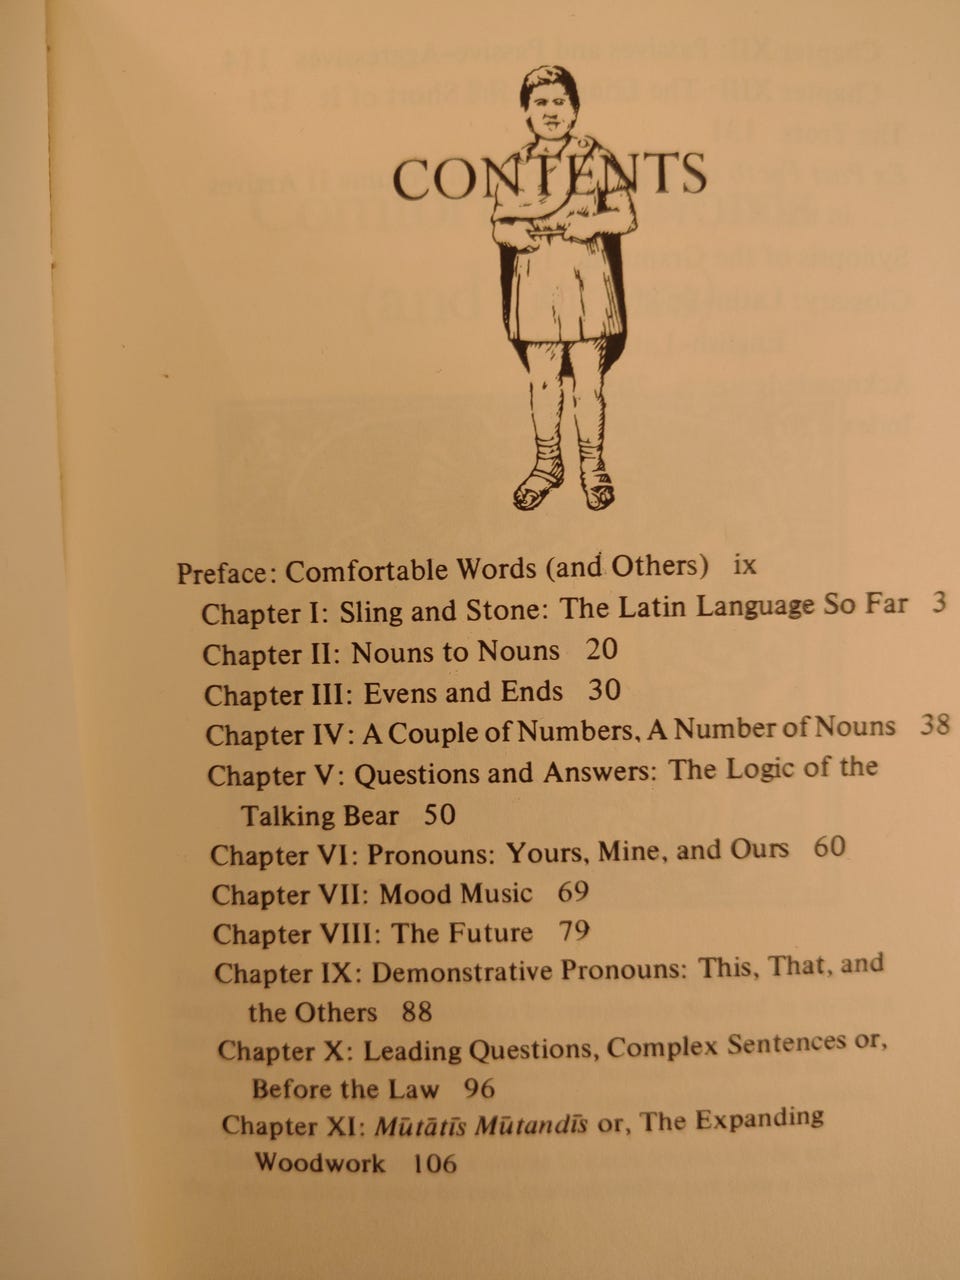 CONTENTS
Preface: Comfortable Words (and Others) ix
Chapter I: Sling and Stone: The Latin Language So Far 3
Chapter II: Nouns to Nouns 20
Chapter III: Evens and Ends 30
Chapter IV: A Couple of Numbers, A Number of Nouns 38
Chapter V: Questions and Answers: The Logic of the
Talking Bear 50
Chapter VI: Pronouns: Yours, Mine, and Ours 60
Chapter VII: Mood Music 69
Chapter VIII: The Future 79
Chapter IX: Demonstrative Pronouns: This, That, and
the Others 88
Chapter X: Leading Questions, Complex Sentences or,
Before the Law 96
Chapter XI: Mūtātīs Mūtandīs or, The Expanding
Woodwork 106